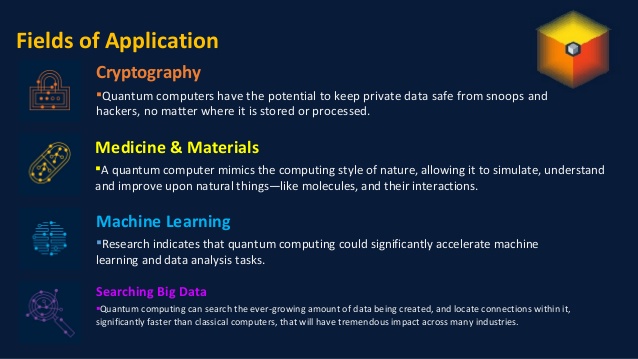 Fields of Application
Cryptography
▪Quantum computers have the potential to keep private data safe from snoops and
hackers, no matter where it is stored or processed.
Medicine & Materials
▪A quantum computer mimics the computing style of nature, allowing it to simulate, understand
and improve upon natural things—like molecules, and their interactions.
Machine Learning
▪Research indicates that quantum computing could significantly accelerate machine
learning and data analysis tasks.
Searching Big Data
▪Quantum computing can search the ever-growing amount of data being created, and locate connections within it,
significantly faster than classical computers, that will have tremendous impact across many industries.